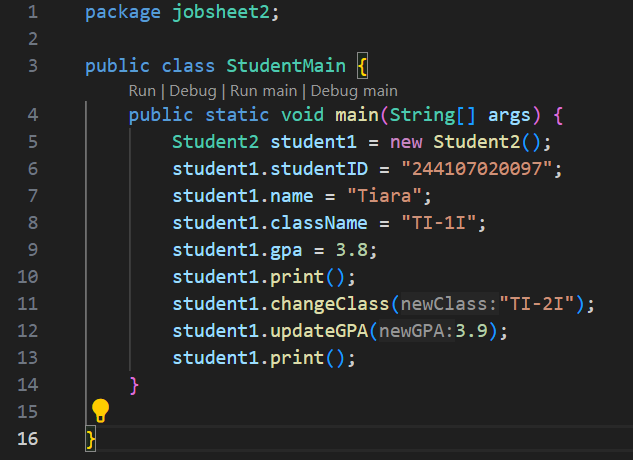 1 package jobsheet2;
2
3 public class StudentMain {
Run | Debug | Run main | Debug main
4 public static void main(String[] args) {
5 Student2 student1 = new Student2();
6 student1.studentID = "244107020097";
7 student1.name = "Tiara";
8 student1.className = "TI-1I";
9 student1.gpa = 3.8;
10 student1.print();
11 student1.changeClass(newClass:"TI-2I");
12 student1.updateGPA(newGPA:3.9);
13 student1.print();
14 }
15
16 }